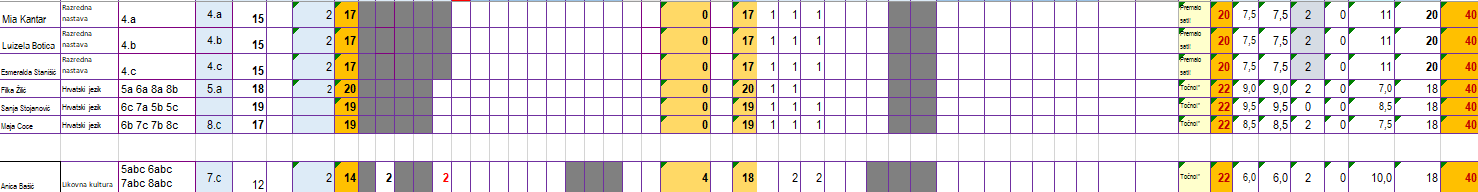 Mia Kantar Razredna nastava 4.a 4.a 15 2 17 0 17 1 1 1 Premalo sati! 20 7,5 7,5 2 0 11 20 40
Luizela Botica Razredna nastava 4.b 4.b 15 2 17 0 17 1 1 1 Premalo sati! 20 7,5 7,5 2 0 11 20 40
Esmeralda Stanišić Razredna nastava 4.c 4.c 15 2 17 0 17 1 1 1 Premalo sati! 20 7,5 7,5 2 0 11 20 40
Filka Žilić Hrvatski jezik 5a 6a 8a 8b 5.a 18 2 20 0 20 1 1 Točno!" 22 9,0 9,0 2 0 7,0 18 40
Sanja Stojanović Hrvatski jezik 6c 7a 5b 5c 19 19 0 19 1 1 1 Točno!" 22 9,5 9,5 0 0 8,5 18 40
Maja Coce Hrvatski jezik 6b 7c 7b 8c 8.c 17 19 0 19 1 1 1 Točno!" 22 8,5 8,5 2 0 7,5 18 40
Anica Bašić Likovna kultura 5abc 6abc 7abc 8abc 7.c 12 2 14 2 2 4 18 2 2 Točno!" 22 6,0 6,0 2 0 10,0 18 40